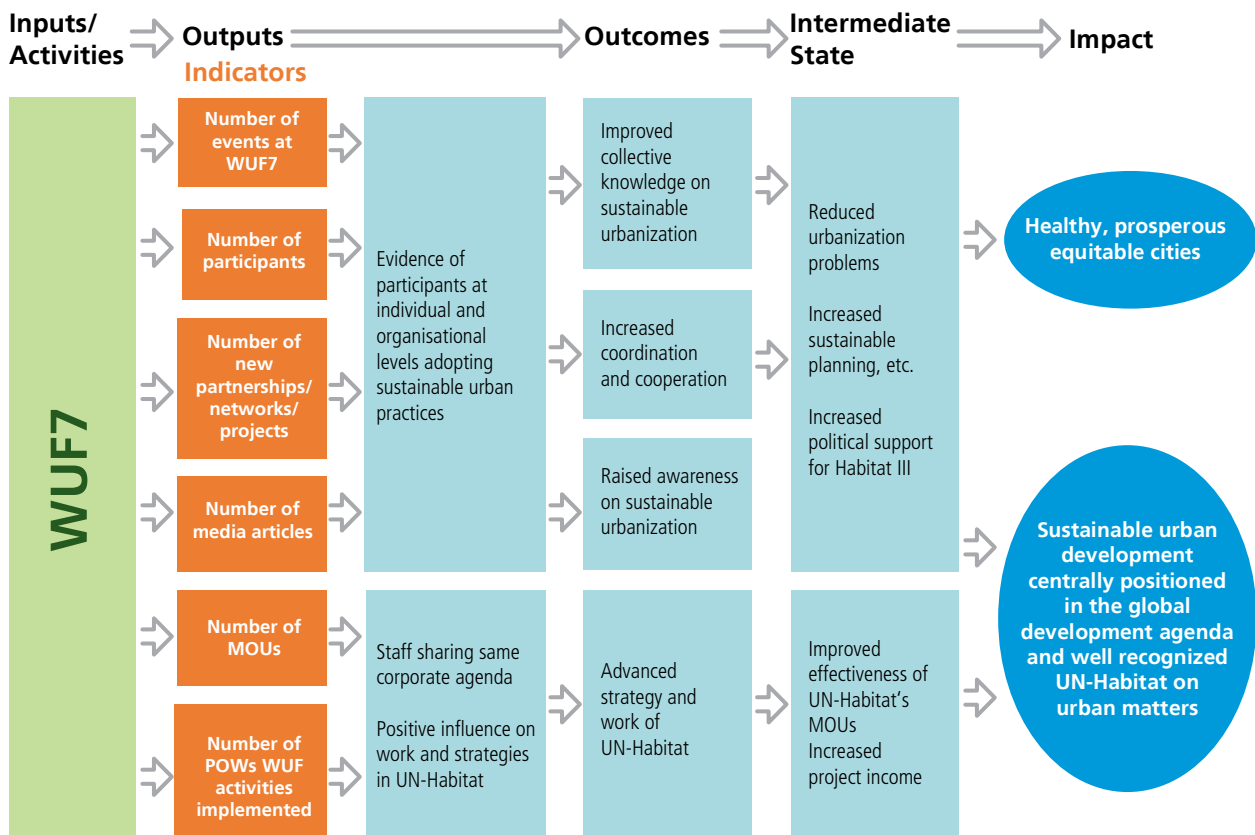 Inputs/
Activities
Outputs
Indicators
Outcomes
Intermediate
State
Impact
WUF7
Number of
events at
WUF7
Number of
participants
Number of
new
partnerships/
networks/
projects
Number of
media articles
Number of
MOUs
Number of
POWs WUF
activities
implemented
Evidence of
participants at
individual and
organisational
levels adopting
sustainable urban
practices
Staff sharing same
corporate agenda
Positive influence on
work and strategies
in UN-Habitat
Improved
collective
knowledge on
sustainable
urbanization
Increased
coordination
and cooperation
Raised awareness
on sustainable
urbanization
Advanced
strategy and
work of
UN-Habitat
Reduced
urbanization
problems
Increased
sustainable
planning, etc.
Increased
political support
for Habitat III
Improved
effectiveness of
UN-Habitat’s
MOUs
Increased
project income
Healthy, prosperous
equitable cities
Sustainable urban
development
centrally positioned
in the global
development agenda
and well recognized
UN-Habitat on
urban matters